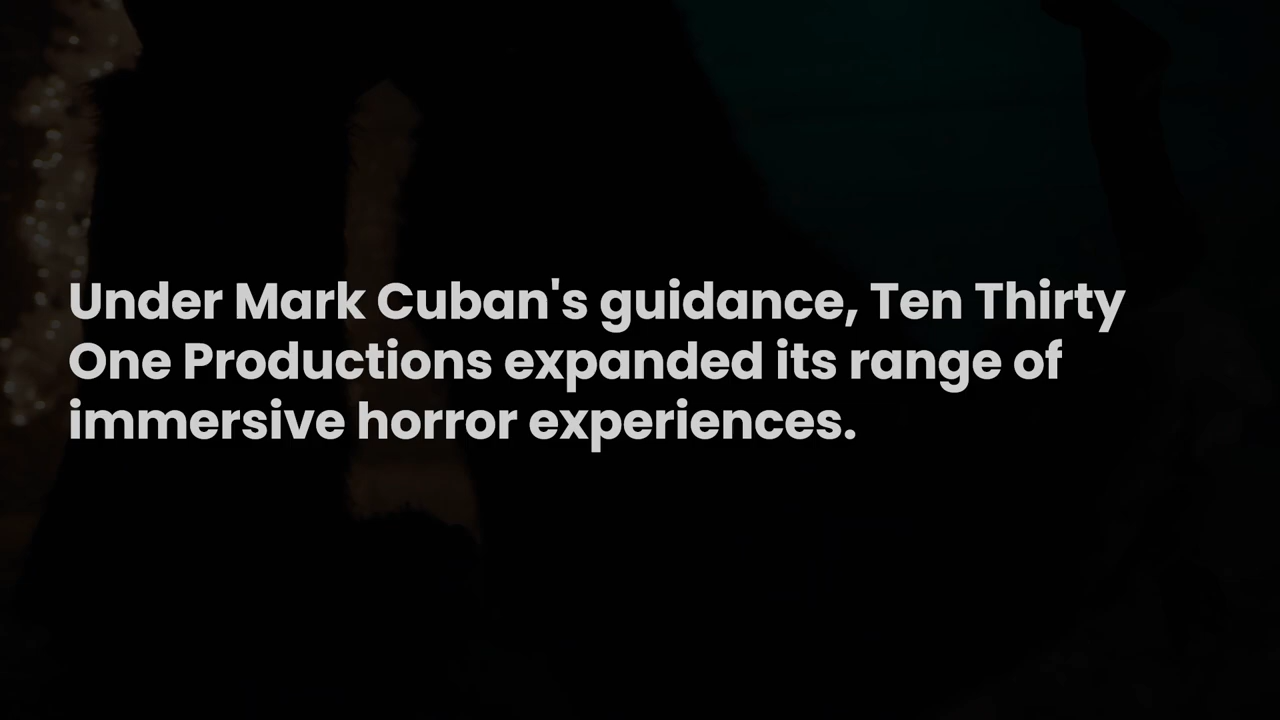 Under Mark Cuban's guidance, Ten Thirty
One Productions expanded its range of
immersive horror experiences.